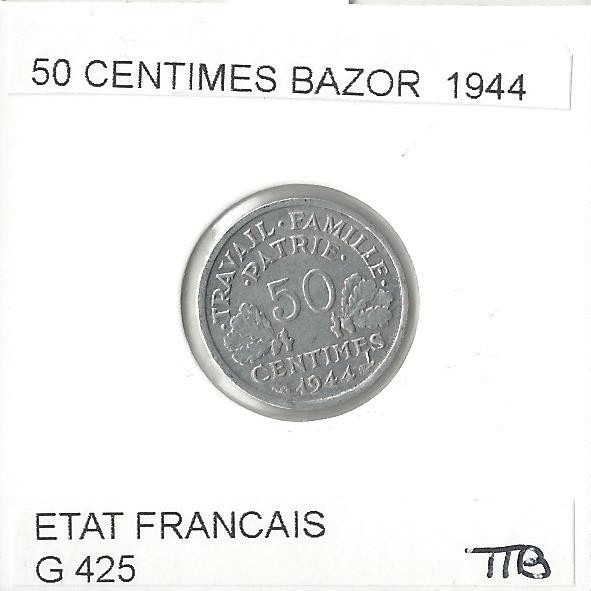 50 CENTIMES BAZOR 1944
·TRAVAIL·FAMILLE·
·PATRIE·
50
CENTIMES
1944
ETAT FRANCAIS
G 425
TTB